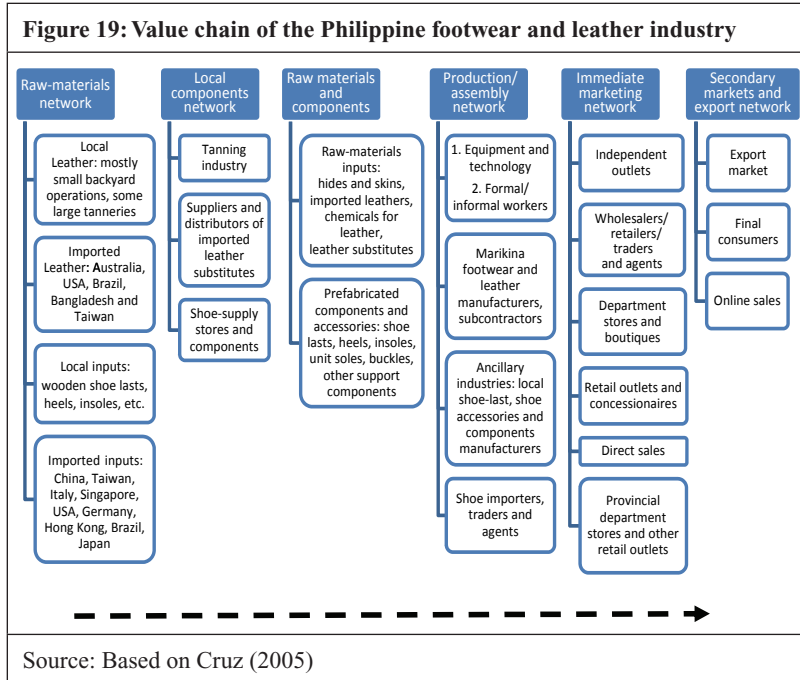 Figure 19: Value chain of the Philippine footwear and leather industry
Raw-materials
network
Local
Leather: mostly
small backyard
operations, some
large tanneries
Imported
Leather: Australia,
USA, Brazil,
Bangladesh and
Taiwan
Local inputs:
wooden shoe lasts,
heels, insoles, etc.
Imported inputs:
China, Taiwan,
Italy, Singapore,
USA, Germany,
Hong Kong, Brazil,
Japan
Local
components
network
Tanning
industry
Suppliers and
distributors of
imported
leather
substitutes
Shoe-supply
stores and
components
Raw materials
and
components
Raw-materials
inputs:
hides and skins,
imported leathers,
chemicals for
leather,
leather substitutes
Prefabricated
components and
accessories: shoe
lasts, heels, insoles,
unit soles, buckles,
other support
components
Production/
assembly
network
1. Equipment and
technology
2. Formal/
informal workers
Marikina
footwear and
leather
manufacturers,
subcontractors
Ancillary
industries: local
shoe-last, shoe
accessories and
components
manufacturers
Shoe importers,
traders and
agents
Immediate
marketing
network
Independent
outlets
Wholesalers/
retailers/
traders
and agents
Department
stores and
boutiques
Retail outlets and
concessionaires
Direct sales
Provincial
department
stores and other
retail outlets
Secondary
markets and
export network
Export
market
Final
consumers
Online sales
Source: Based on Cruz (2005)